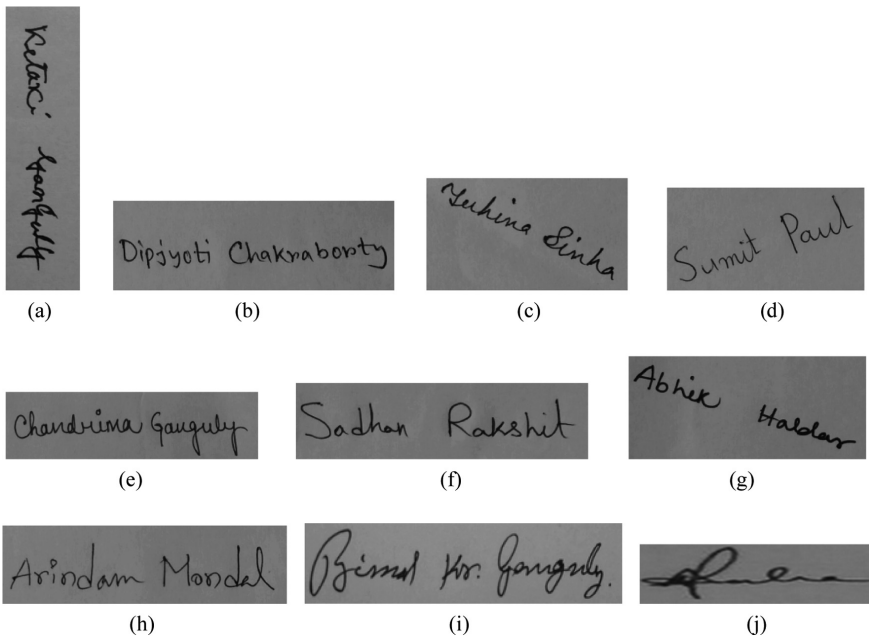 Ketaki Ganguly
(a)
Dipjyoti Chakraborty
(b)
Tuhina Sinha
(c)
Sumit Paul
(d)
Chandrima Ganguly
(e)
Sadhan Rakshit
(f)
Abhik Haldar
(g)
Arindam Mondal
(h)
Bimal Kr. Ganguly.
(i)
(j)